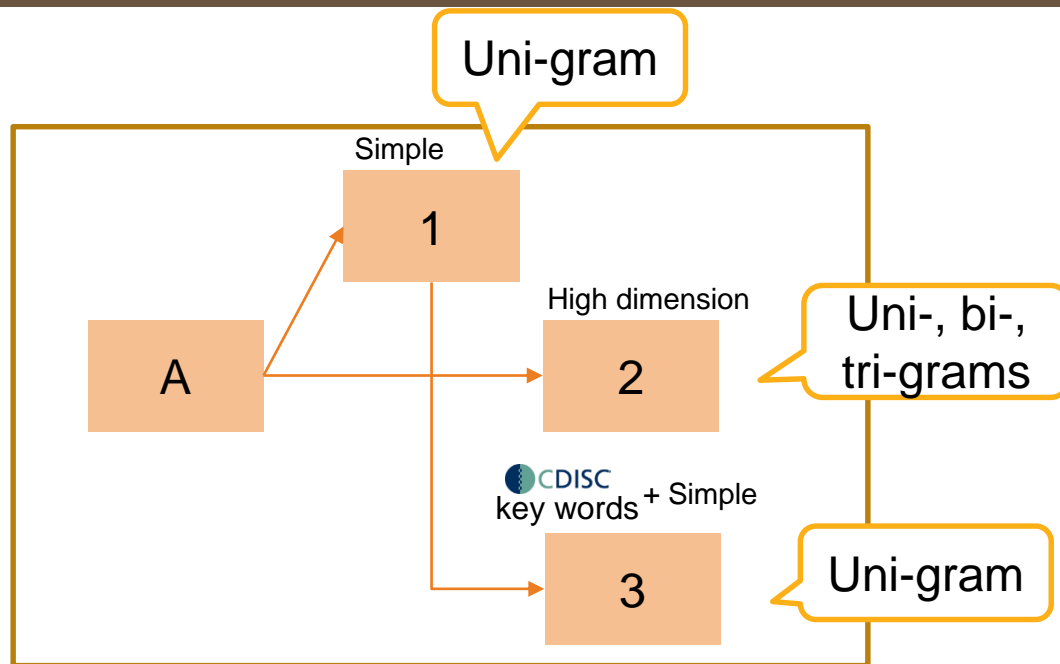 Uni-gram
Simple
1
High dimension
Uni-, bi-,
tri-grams
A
2
CDISC
key words + Simple
3
Uni-gram